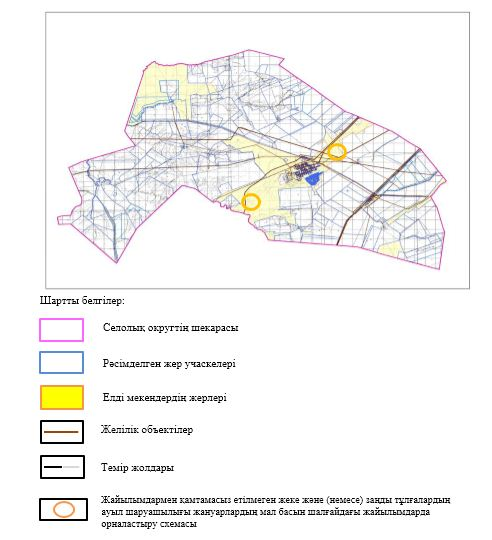 Шартты белгілер:
Селолық округтің шекарасы
Рәсімделген жер учаскелері
Елді мекендердің жерлері
Желілік объектілер
Темір жолдары
Жайылымдармен қамтамасыз етілмеген жеке және (немесе) заңды тұлғалардың
ауыл шаруашылығы жануарлардың мал басын шалғайдағы жайылымдарда
орналастыру схемасы